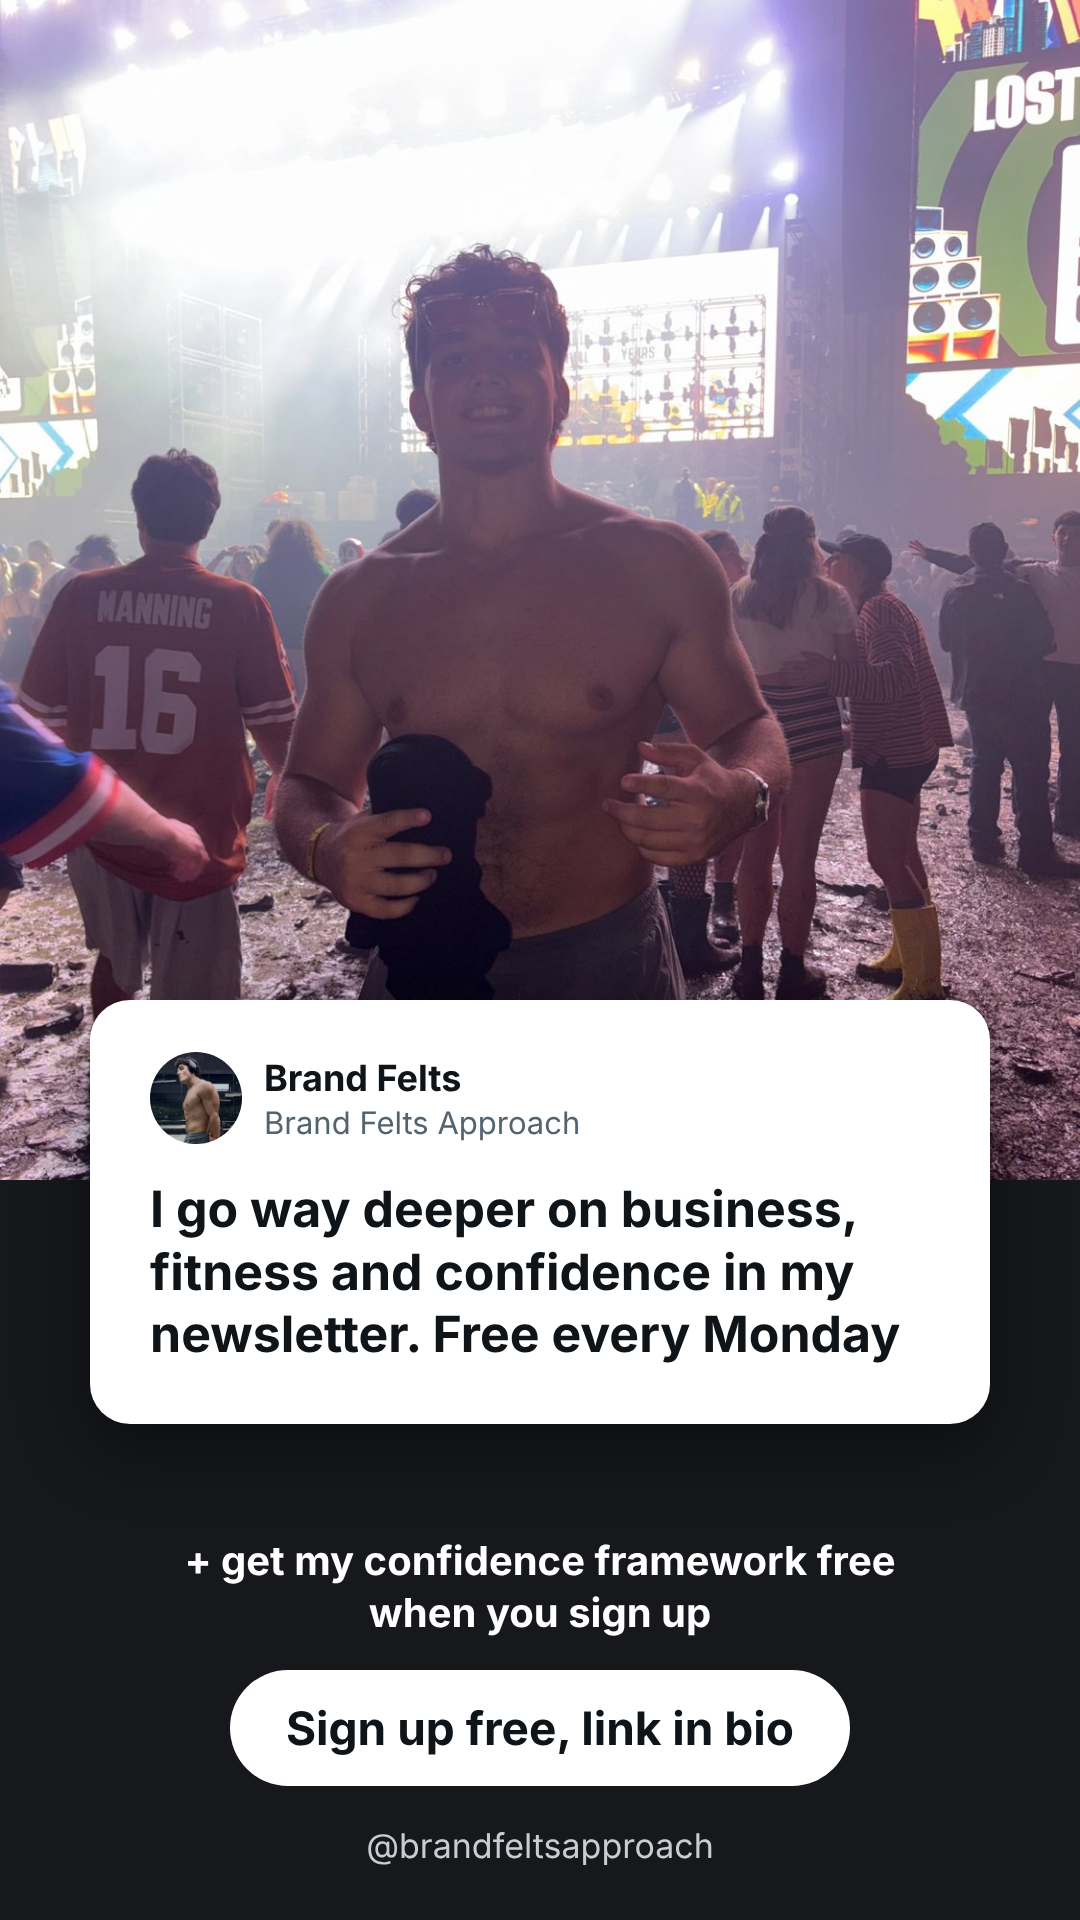 LOST
YEARS
MANNING
16
Brand Felts
Brand Felts Approach
I go way deeper on business,
fitness and confidence in my
newsletter. Free every Monday
+ get my confidence framework free
when you sign up
Sign up free, link in bio
@brandfeltsapproach